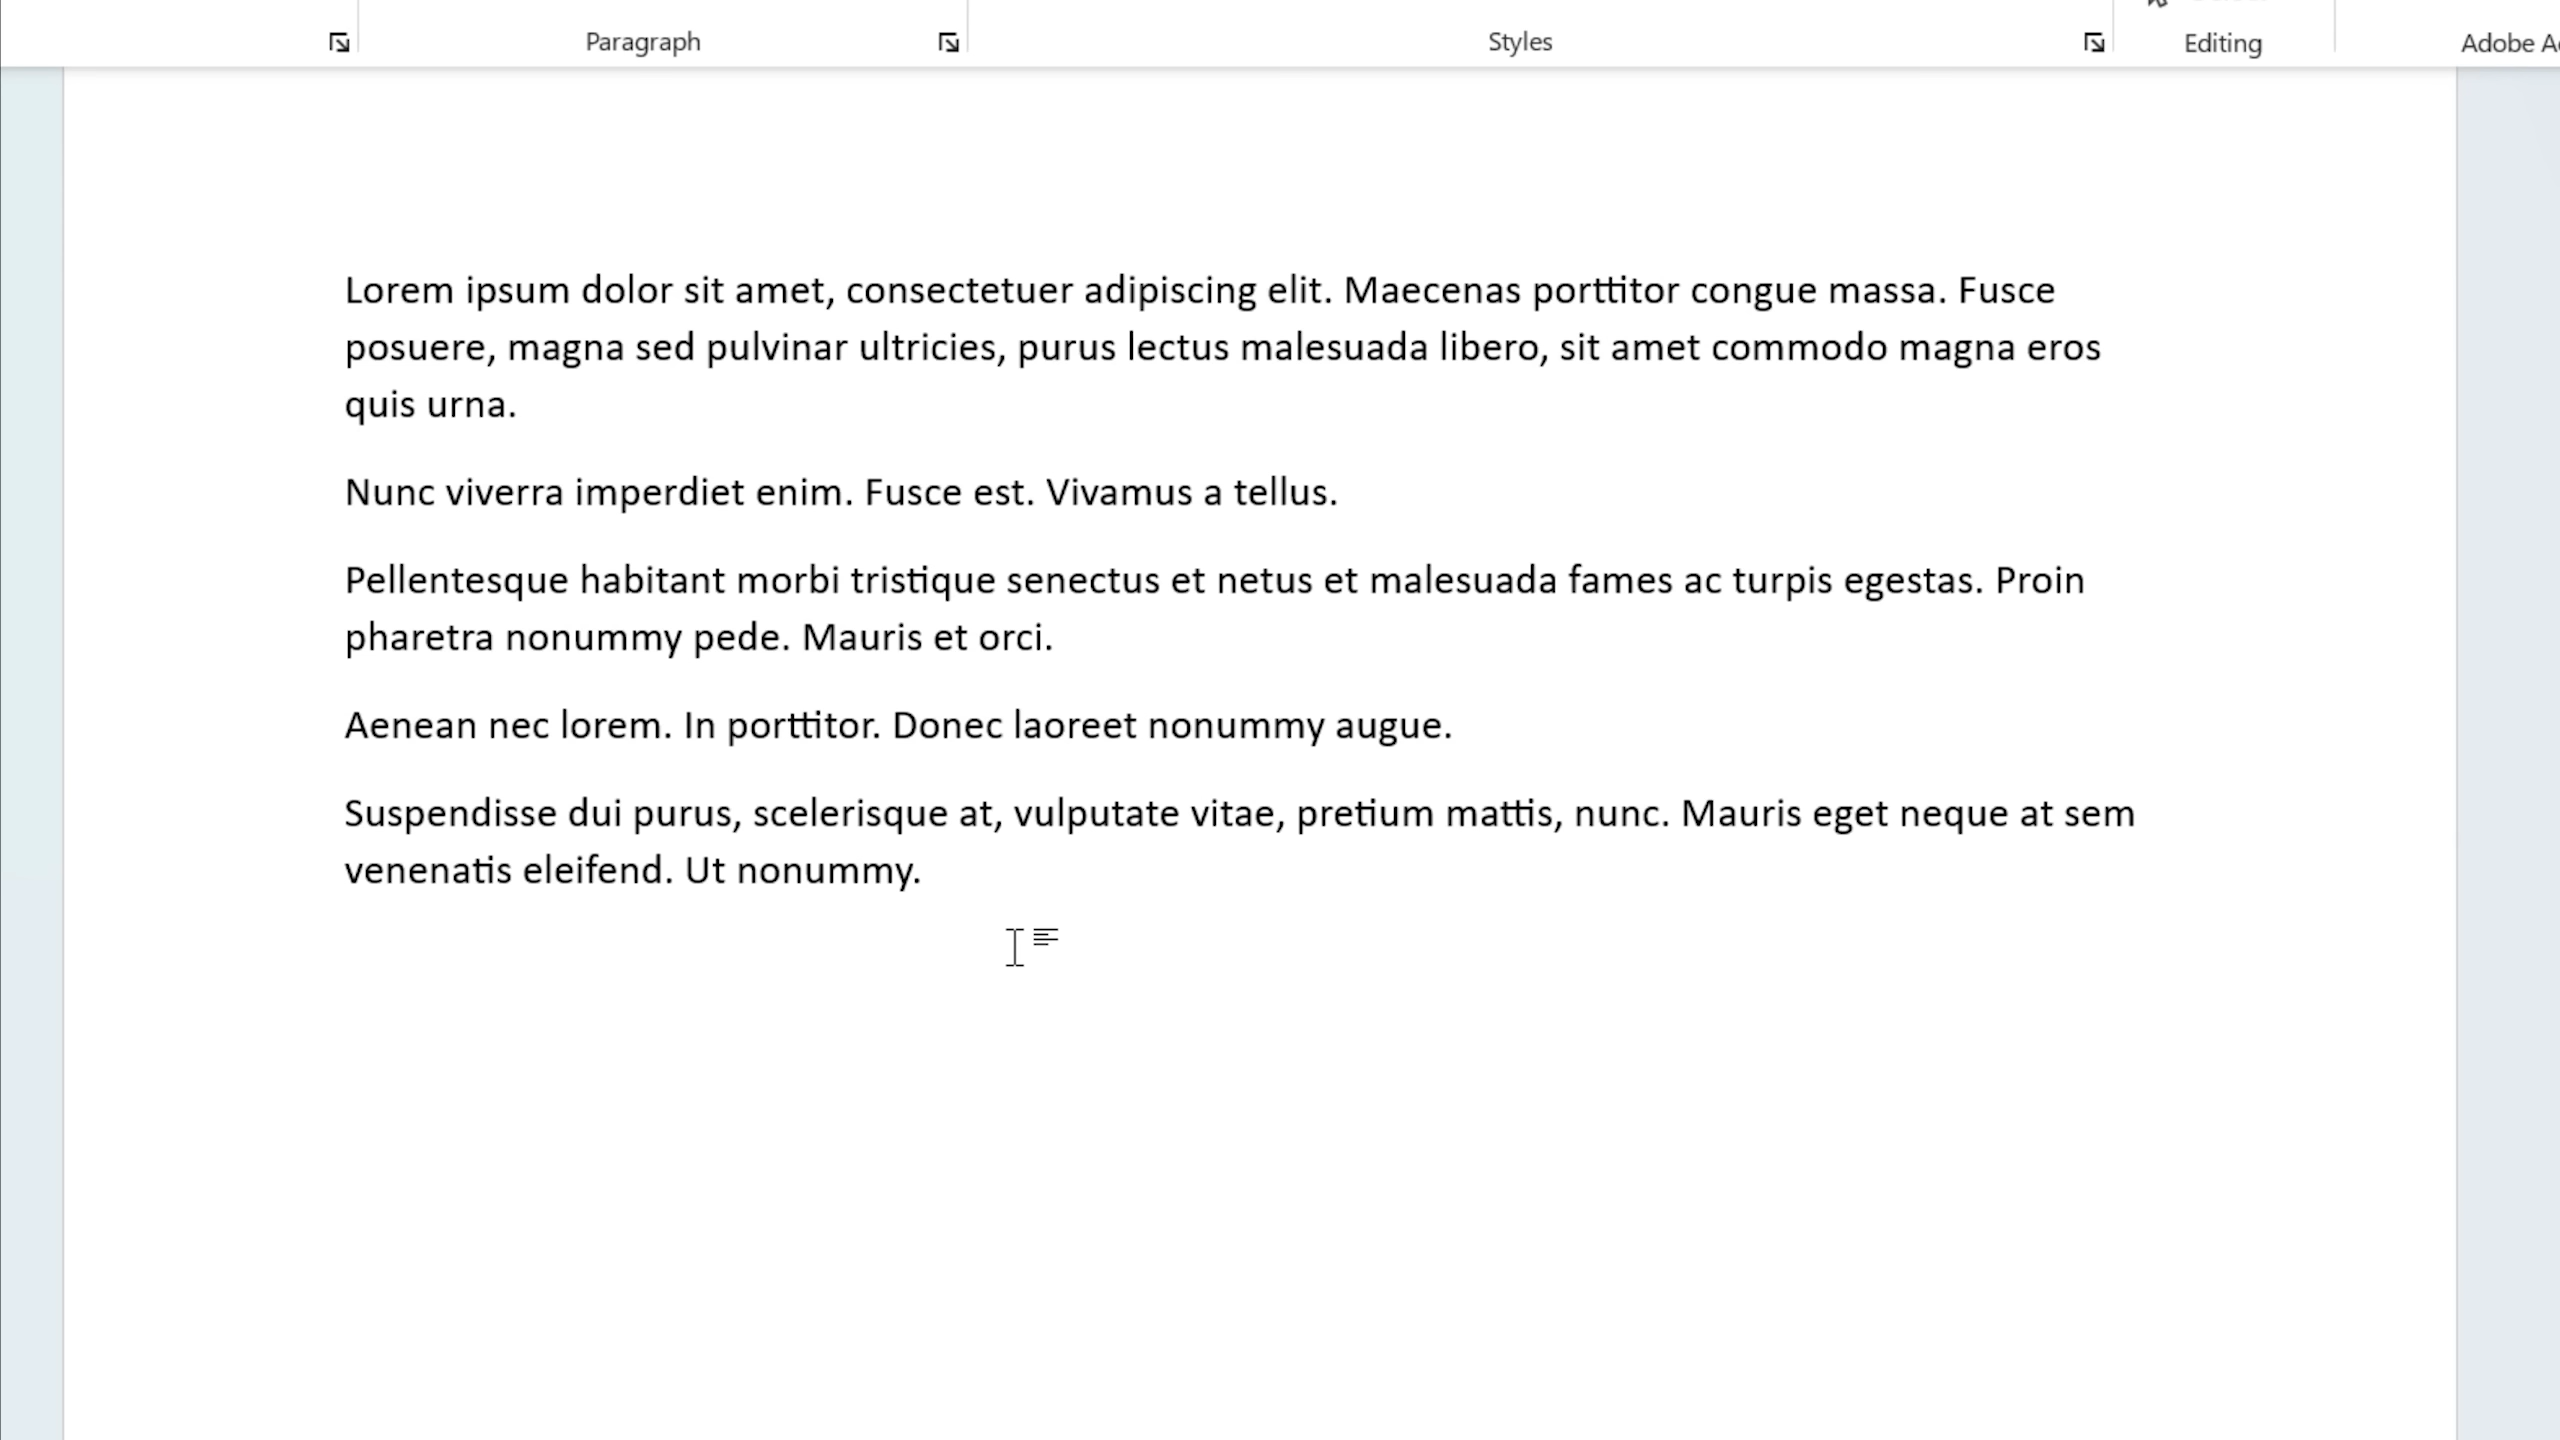 Paragraph
Styles
Editing
Adobe A
Lorem ipsum dolor sit amet, consectetuer adipiscing elit. Maecenas porttitor congue massa. Fusce
posuere, magna sed pulvinar ultricies, purus lectus malesuada libero, sit amet commodo magna eros
quis urna.
Nunc viverra imperdiet enim. Fusce est. Vivamus a tellus.
Pellentesque habitant morbi tristique senectus et netus et malesuada fames ac turpis egestas. Proin
pharetra nonummy pede. Mauris et orci.
Aenean nec lorem. In porttitor. Donec laoreet nonummy augue.
Suspendisse dui purus, scelerisque at, vulputate vitae, pretium mattis, nunc. Mauris eget neque at sem
venenatis eleifend. Ut nonummy.